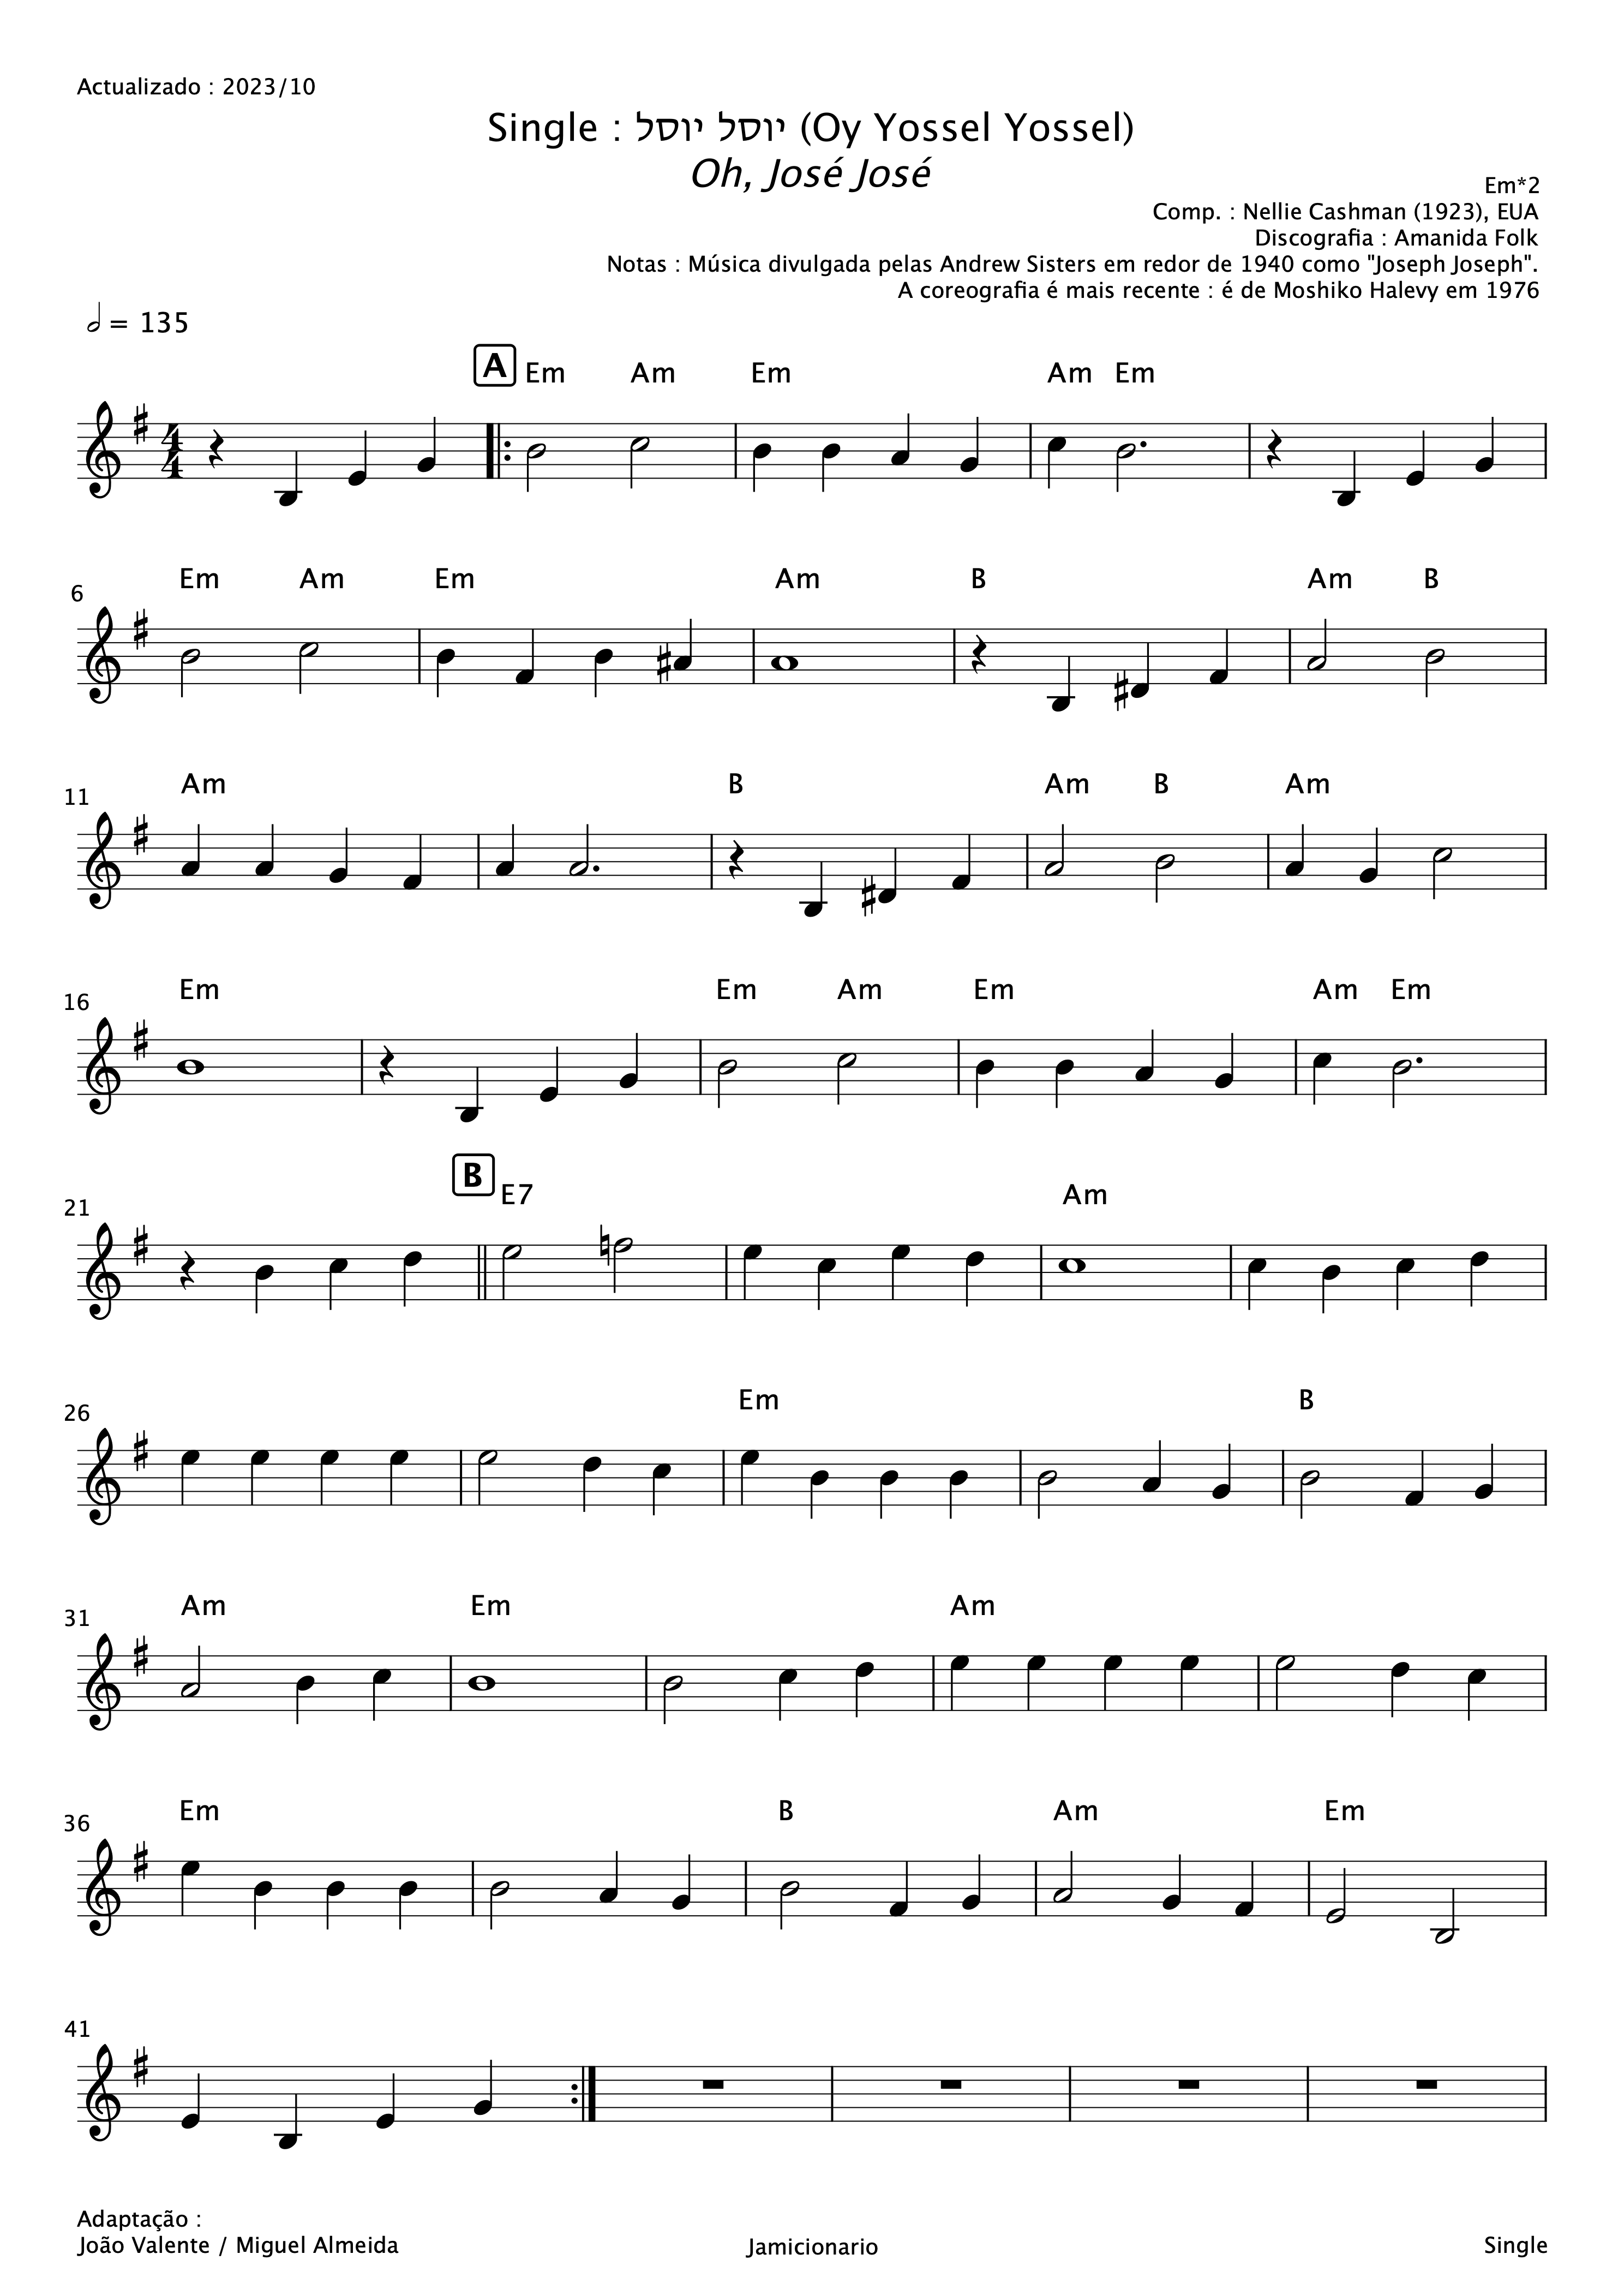 Actualizado : 2023/10
Single : יוסל יוסל (Oy Yossel Yossel)
Oh, José José
Em*2
Comp. : Nellie Cashman (1923), EUA
Discografia : Amanida Folk
Notas : Música divulgada pelas Andrew Sisters em redor de 1940 como "Joseph Joseph".
A coreografia é mais recente : é de Moshiko Halevy em 1976
= 135
A Em Am Em Am Em
4
4
6 Em Am Em Am B Am B
11 Am B Am B Am
16 Em Em Am Em Am Em
21 B E7 Am
26 Em B
31 Am Em Am
36 Em B Am Em
41
Adaptação :
João Valente / Miguel Almeida Jamicionario Single